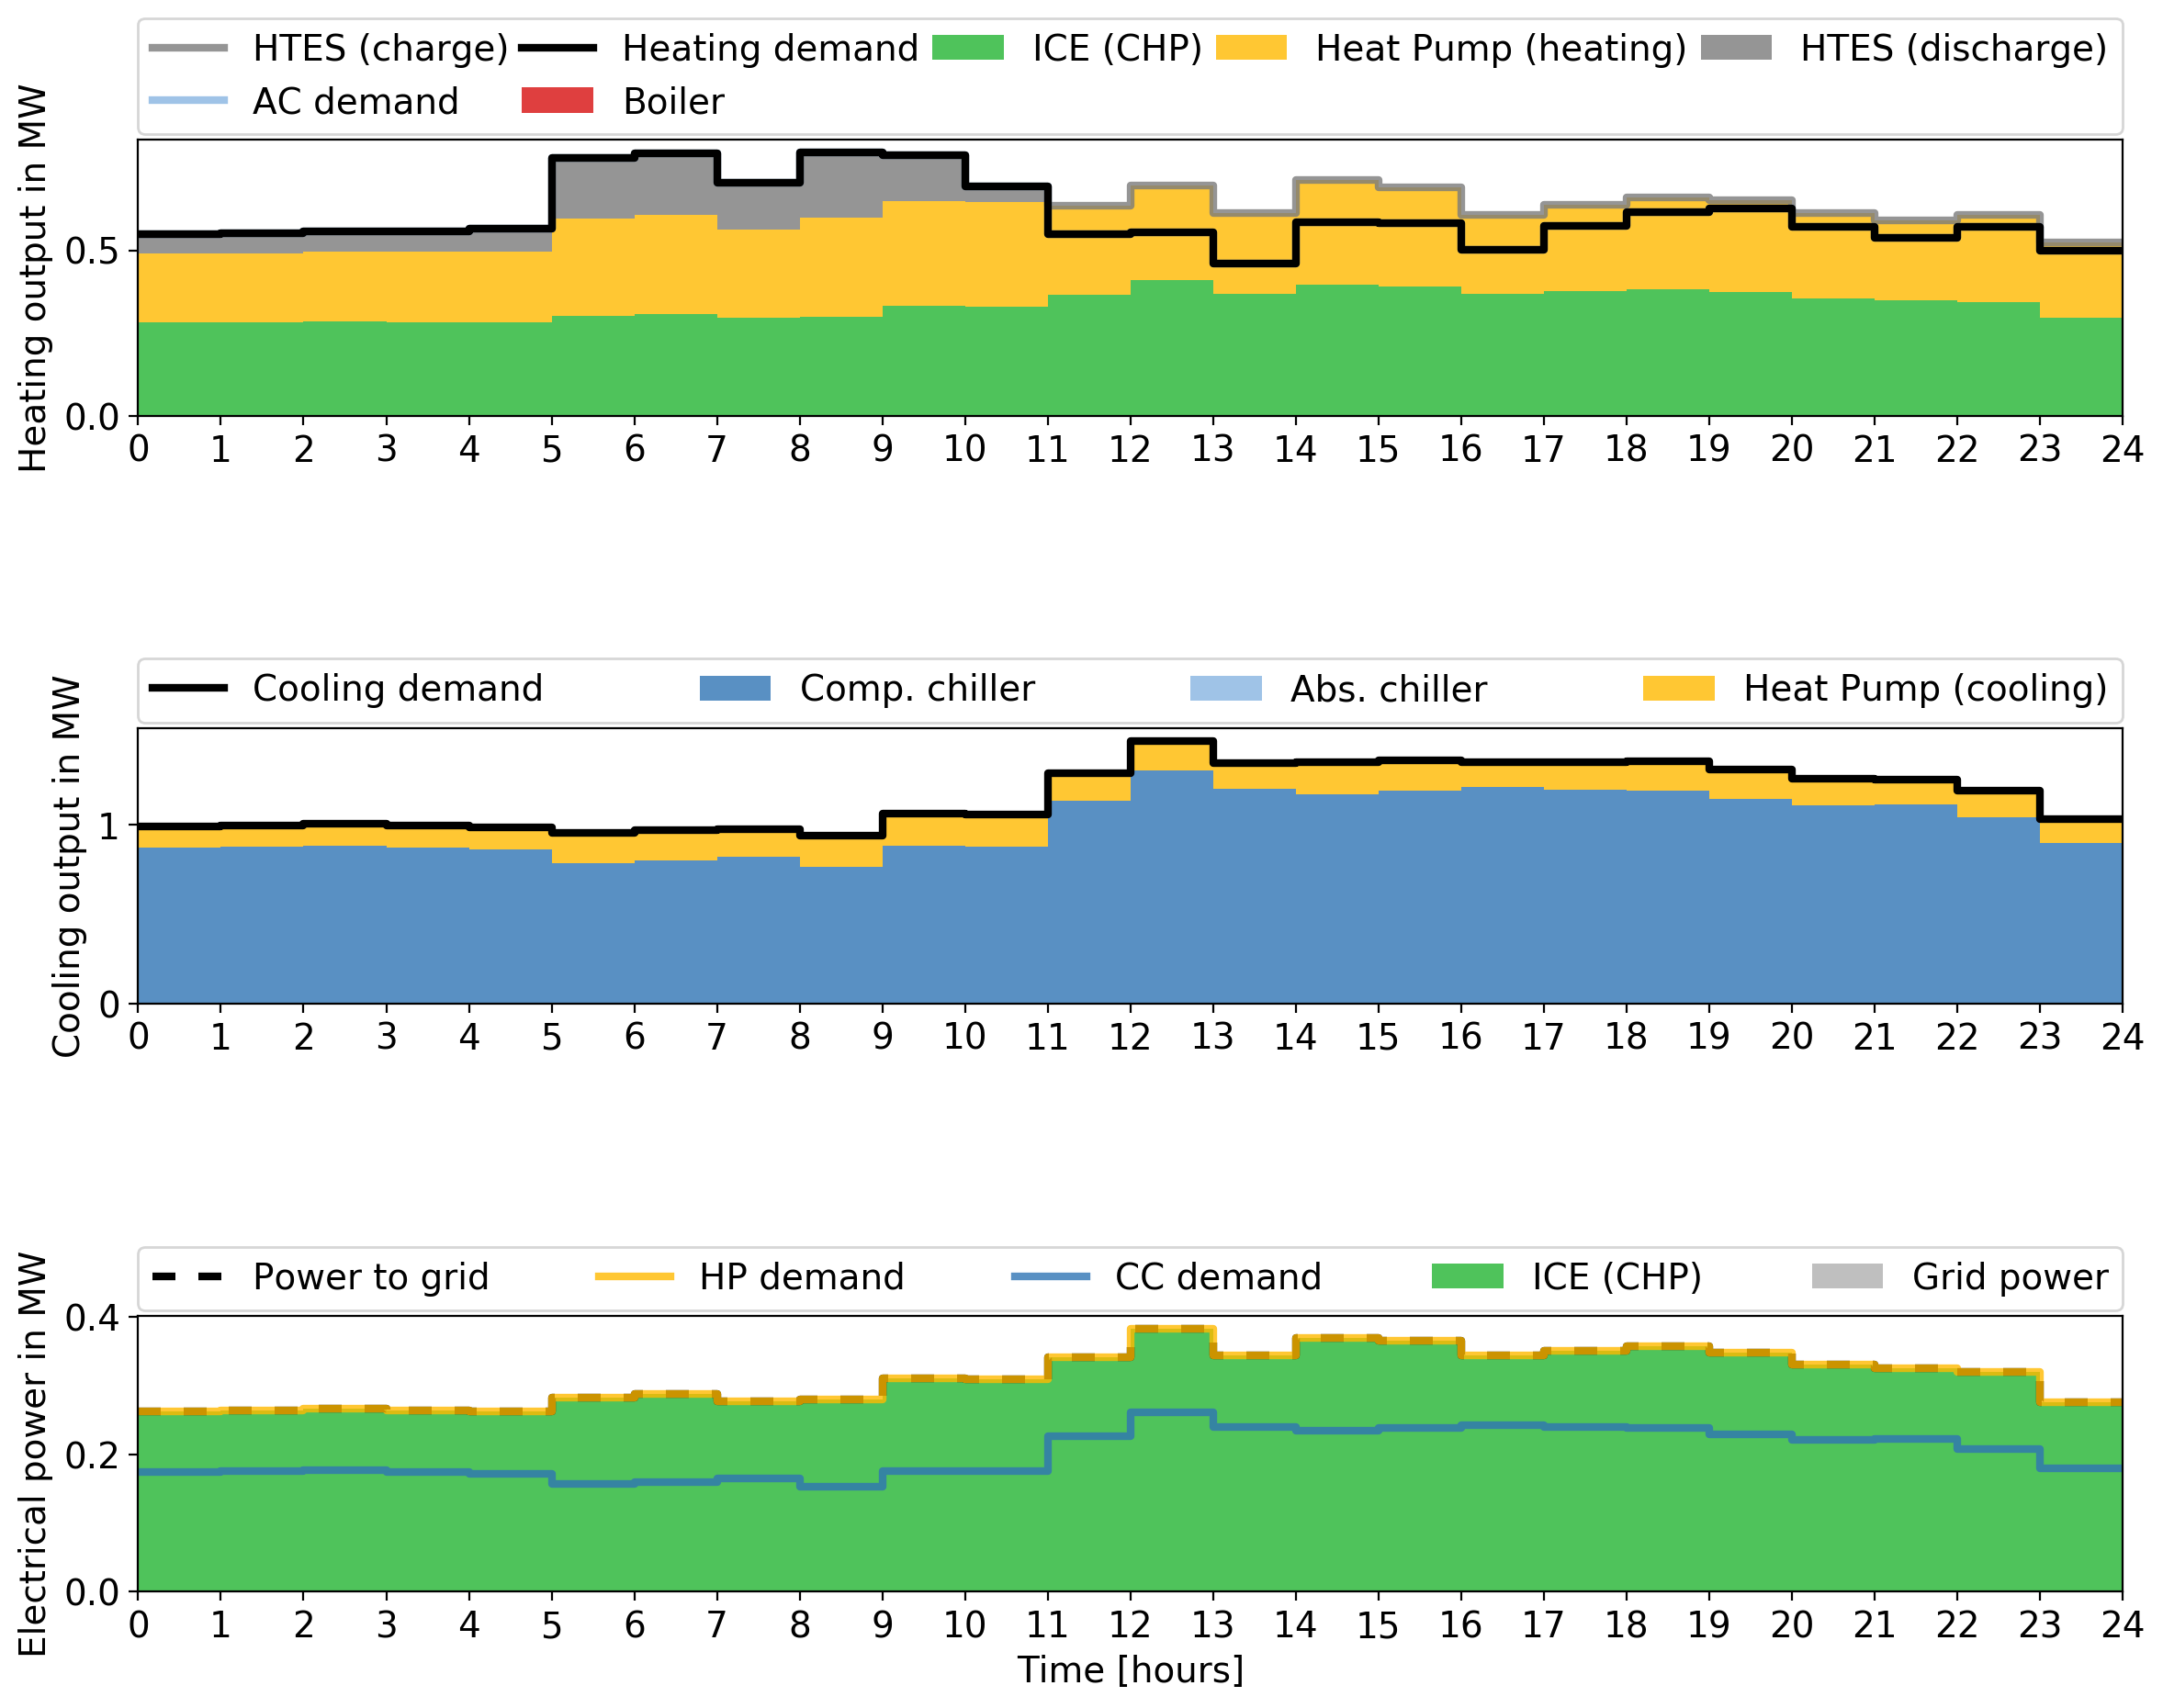 HTES (charge) Heating demand ICE (CHP) Heat Pump (heating) HTES (discharge)
AC demand Boiler
Heating output in MW
0.5
0.0
0 1 2 3 4 5 6 7 8 9 10 11 12 13 14 15 16 17 18 19 20 21 22 23 24
Cooling demand Comp. chiller Abs. chiller Heat Pump (cooling)
Cooling output in MW
1
0
0 1 2 3 4 5 6 7 8 9 10 11 12 13 14 15 16 17 18 19 20 21 22 23 24
Power to grid HP demand CC demand ICE (CHP) Grid power
Electrical power in MW
0.4
0.2
0.0
0 1 2 3 4 5 6 7 8 9 10 11 12 13 14 15 16 17 18 19 20 21 22 23 24
Time [hours]